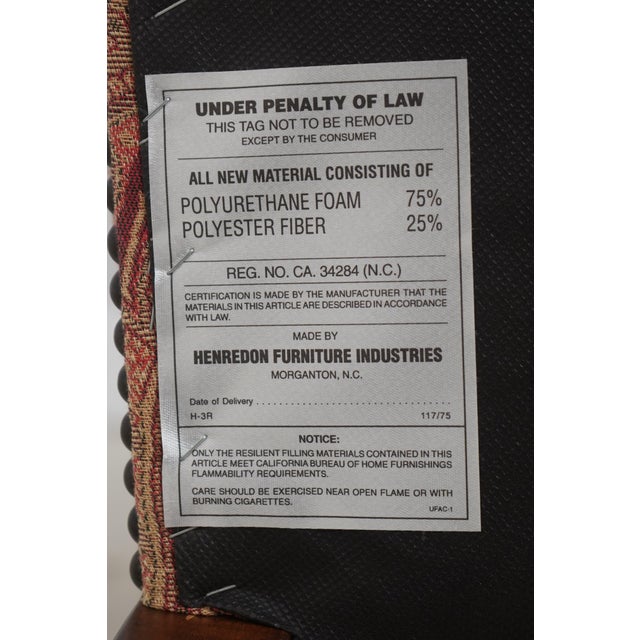 UNDER PENALTY OF LAW
THIS TAG NOT TO BE REMOVED
EXCEPT BY THE CONSUMER
ALL NEW MATERIAL CONSISTING OF
POLYURETHANE FOAM 75%
POLYESTER FIBER 25%
REG. NO. CA. 34284 (N.C.)
CERTIFICATION IS MADE BY THE MANUFACTURER THAT THE
MATERIALS IN THIS ARTICLE ARE DESCRIBED IN ACCORDANCE
WITH LAW.
MADE BY
HENREDON FURNITURE INDUSTRIES
MORGANTON, N.C.
Date of Delivery
H-3R 117/75
NOTICE:
ONLY THE RESILIENT FILLING MATERIALS CONTAINED IN THIS
ARTICLE MEET CALIFORNIA BUREAU OF HOME FURNISHINGS
FLAMMABILITY REQUIREMENTS.
CARE SHOULD BE EXERCISED NEAR OPEN FLAME OR WITH
BURNING CIGARETTES.
UFAC-1